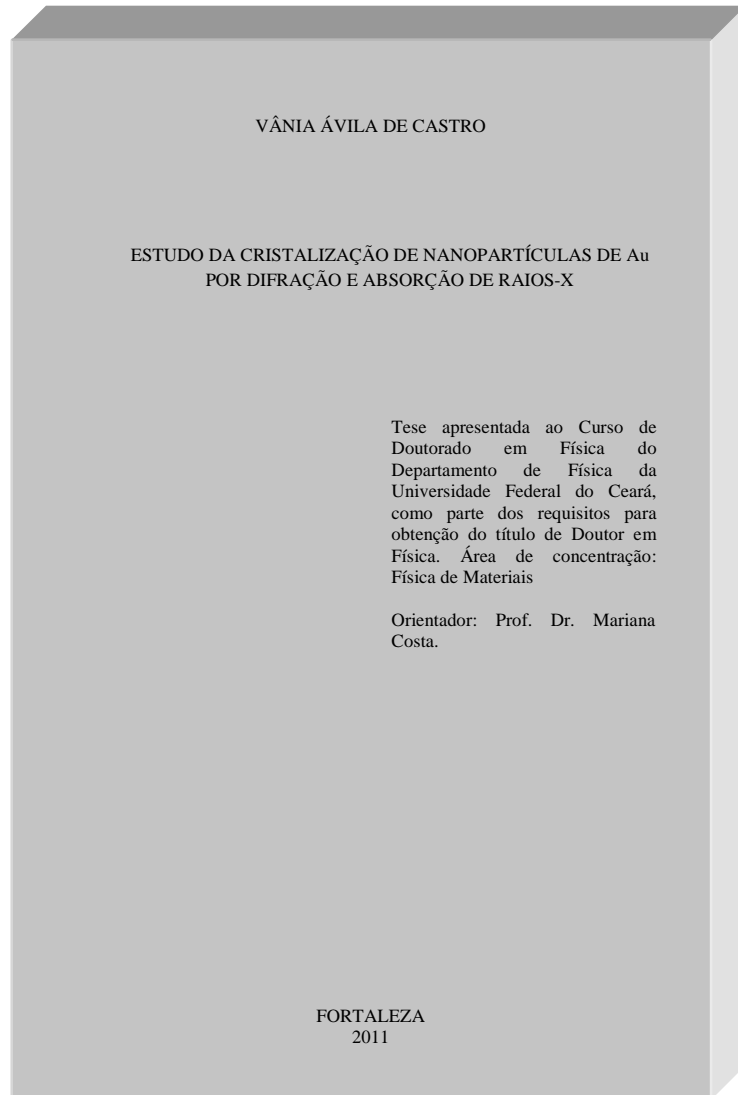 VÂNIA ÁVILA DE CASTRO
ESTUDO DA CRISTALIZAÇÃO DE NANOPARTÍCULAS DE Au
POR DIFRAÇÃO E ABSORÇÃO DE RAIOS-X
Tese apresentada ao Curso de
Doutorado em Física do
Departamento de Física da
Universidade Federal do Ceará,
como parte dos requisitos para
obtenção do título de Doutor em
Física. Área de concentração:
Física de Materiais
Orientador: Prof. Dr. Mariana
Costa.
FORTALEZA
2011